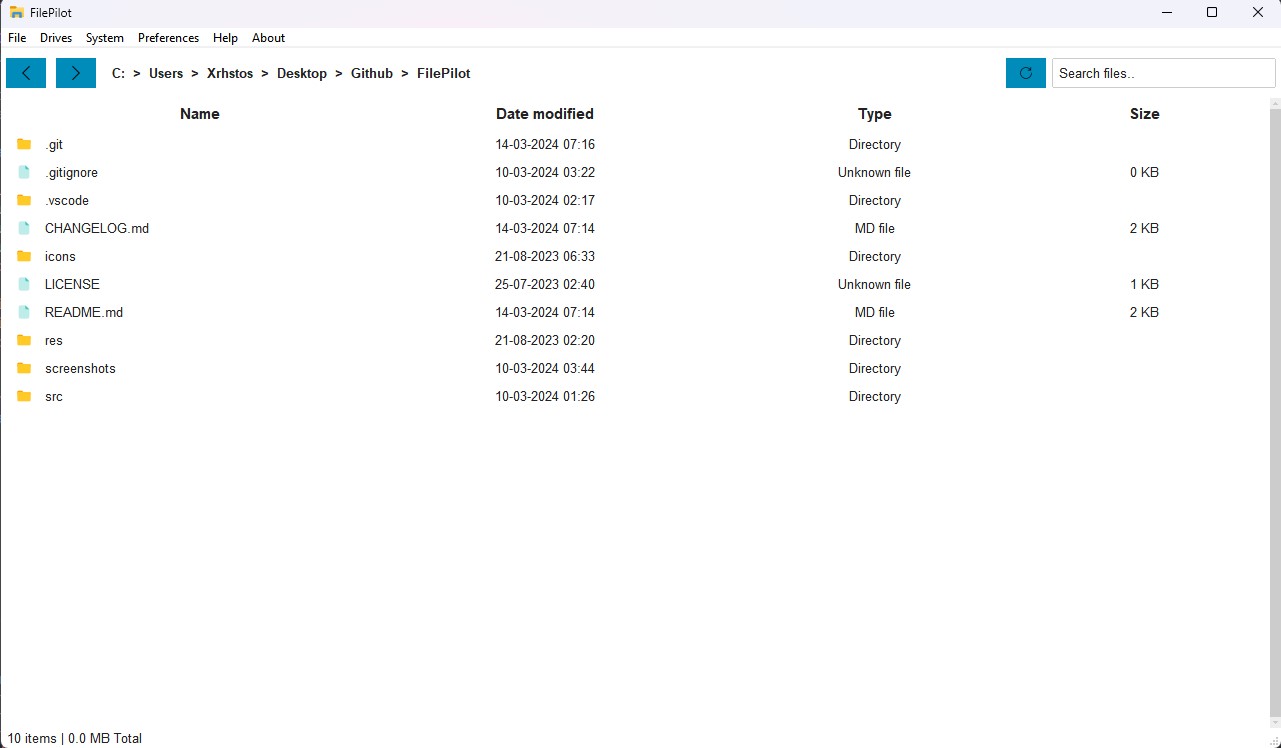 FilePilot
File Drives System Preferences Help About
C: > Users > Xrhstos > Desktop > Github > FilePilot Search files..
Name Date modified Type Size
.git 14-03-2024 07:16 Directory
.gitignore 10-03-2024 03:22 Unknown file 0 KB
.vscode 10-03-2024 02:17 Directory
CHANGELOG.md 14-03-2024 07:14 MD file 2 KB
icons 21-08-2023 06:33 Directory
LICENSE 25-07-2023 02:40 Unknown file 1 KB
README.md 14-03-2024 07:14 MD file 2 KB
res 21-08-2023 02:20 Directory
screenshots 10-03-2024 03:44 Directory
src 10-03-2024 01:26 Directory
10 items | 0.0 MB Total